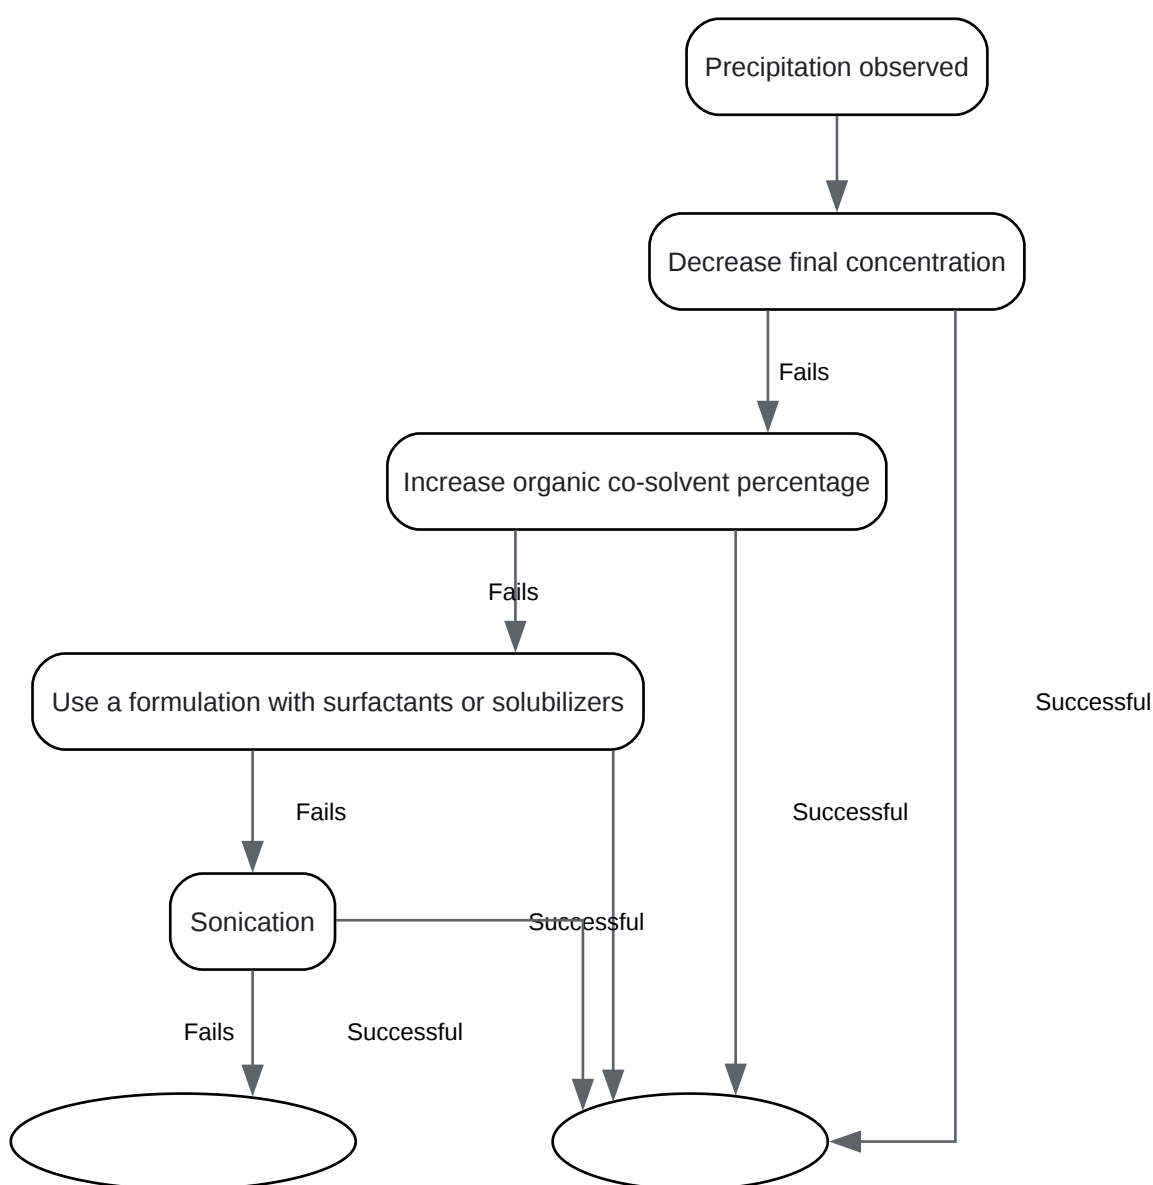 Precipitation observed
Decrease final concentration
Fails
Increase organic co-solvent percentage
Fails
Use a formulation with surfactants or solubilizers
Successful
Fails
Successful
Sonication
Successful
Fails
Successful